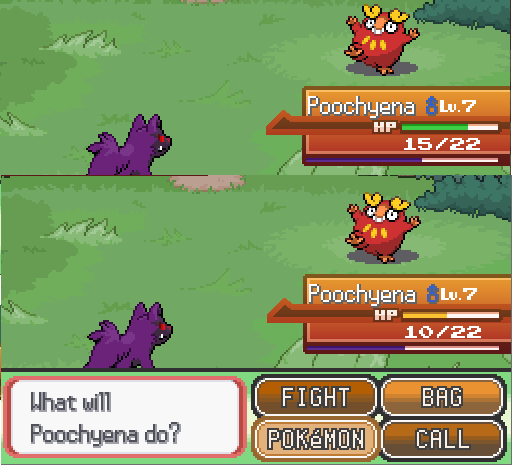 Poochyena ♂ Lv.7
HP
15/22
Poochyena ♂ Lv.7
HP
10/22
What will
Poochyena do?
FIGHT
BAG
POKéMON
CALL